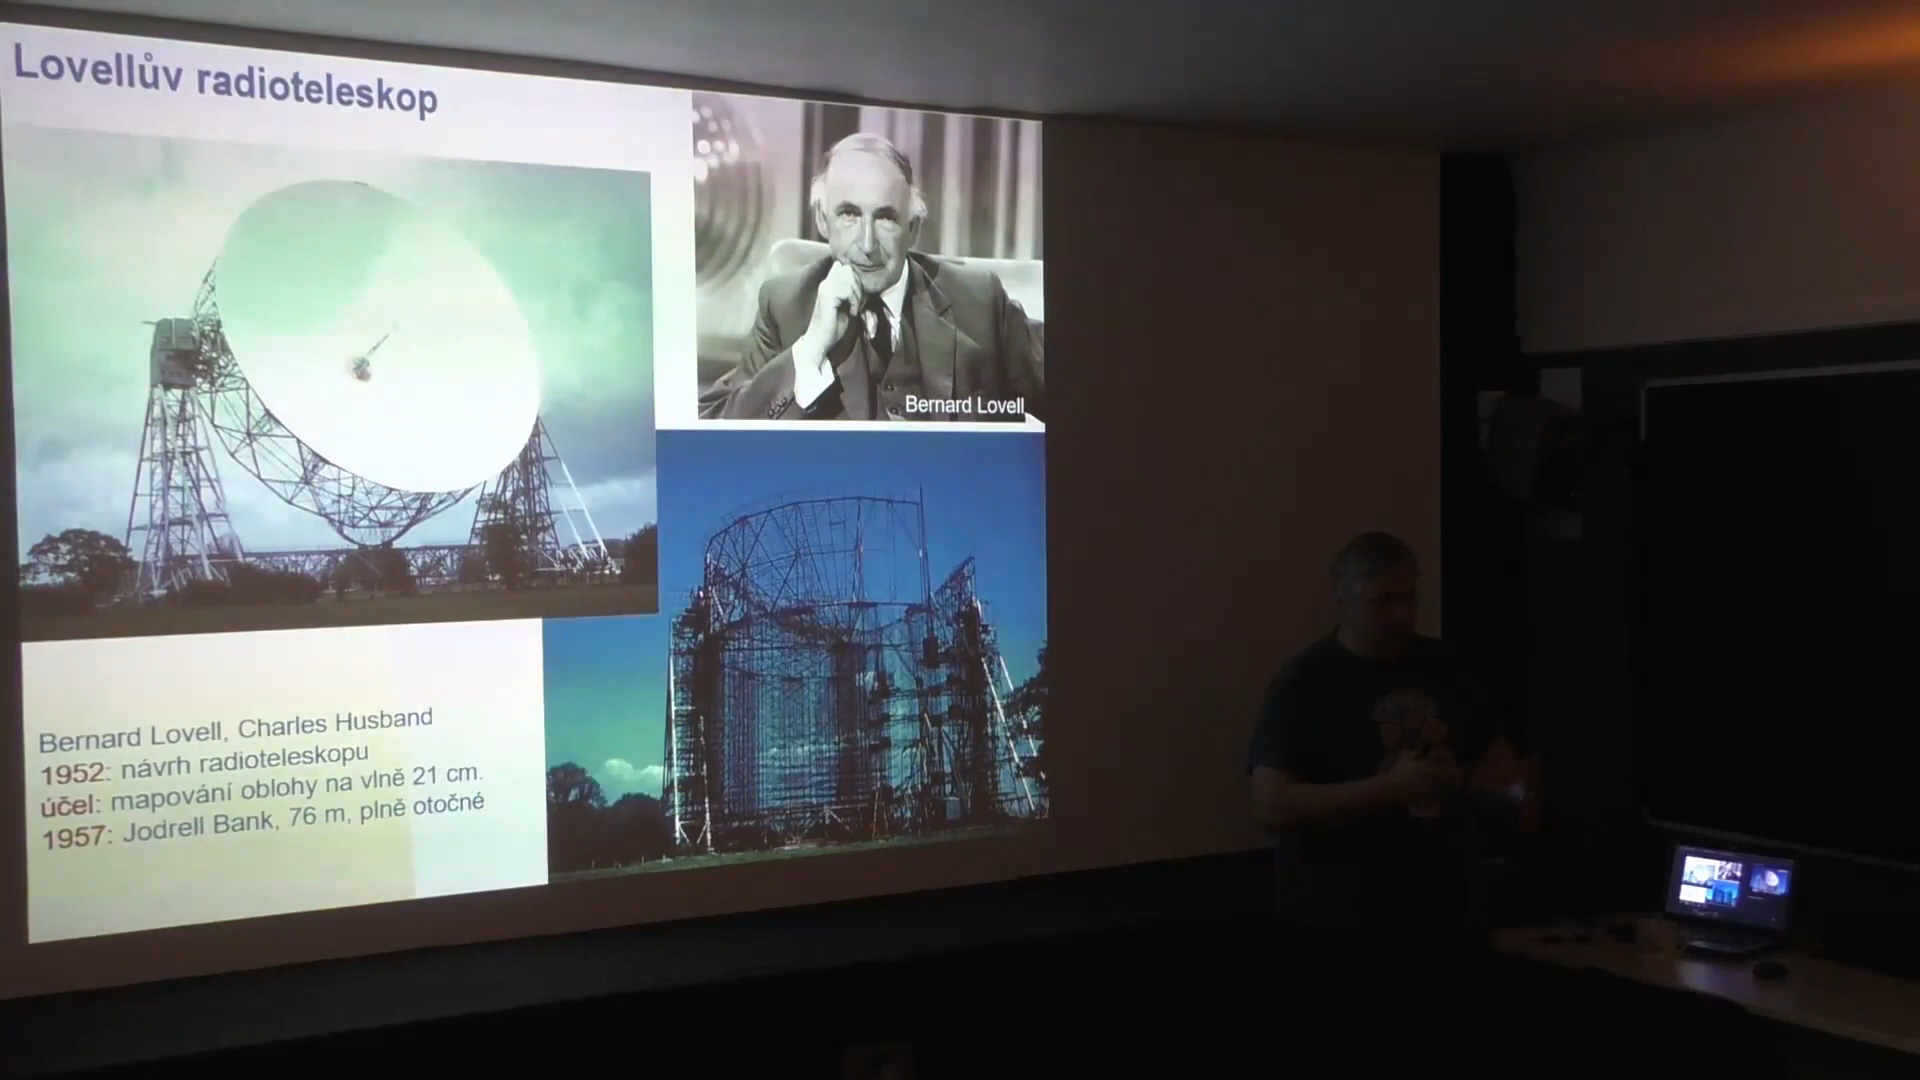 Lovellův radioteleskop
Bernard Lovell
Bernard Lovell, Charles Husband
1952: návrh radioteleskopu
účel: mapování oblohy na vlně 21 cm.
1957: Jodrell Bank, 76 m, plně otočné